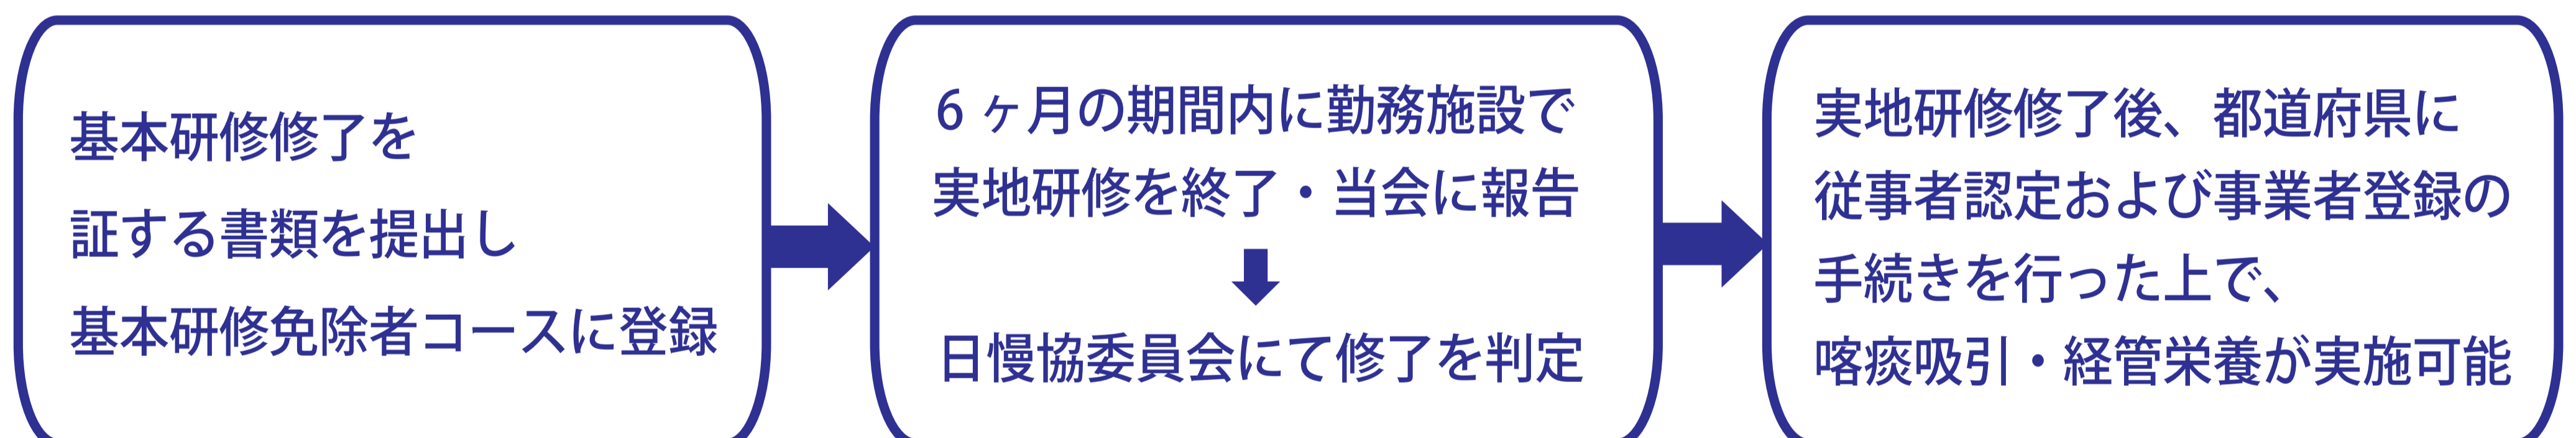 基本研修修了を
証する書類を提出し
基本研修免除者コースに登録
6 ヶ月の期間内に勤務施設で
実地研修を終了・当会に報告
日慢協委員会にて修了を判定
実地研修修了後、都道府県に
従事者認定および事業者登録の
手続きを行った上で、
喀痰吸引・経管栄養が実施可能